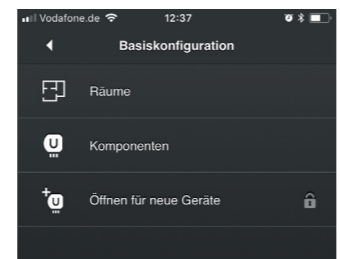 Vodafone.de 12:37
Basiskonfiguration
Räume
U Komponenten
+U Öffnen für neue Geräte